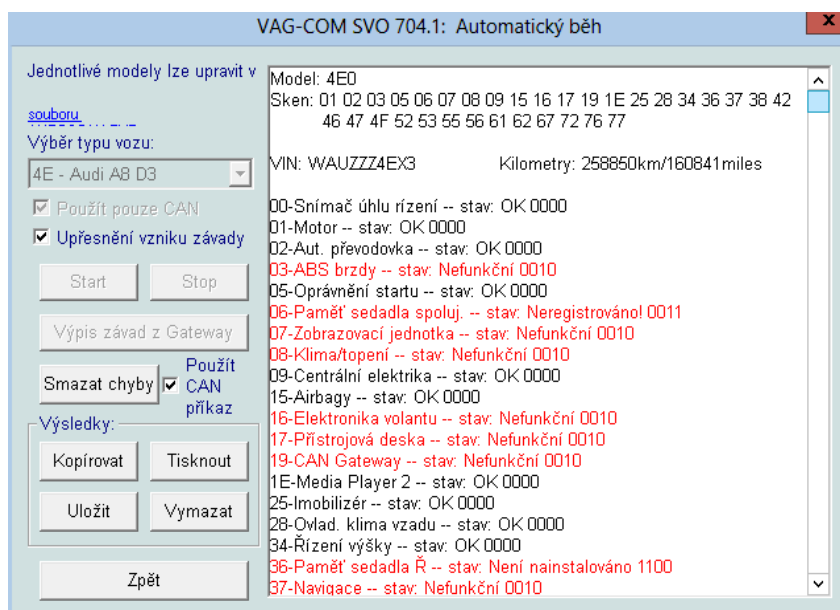 VAG-COM SVO 704.1: Automatický běh
x
Jednotlivé modely lze upravit v
souboru
Výběr typu vozu:
4E - Audi A8 D3
Použít pouze CAN
Upřesnění vzniku závady
Start
Stop
Výpis závad z Gateway
Smazat chyby
Použít
CAN
příkaz
Výsledky:
Kopírovat
Tisknout
Uložit
Vymazat
Zpět
Model: 4E0
Sken: 01 02 03 05 06 07 08 09 15 16 17 19 1E 25 28 34 36 37 38 42
46 47 4F 52 53 55 56 61 62 67 72 76 77
VIN: WAUZZZ4EX3 Kilometry: 258850km/160841miles
00-Snímač úhlu řízení -- stav: OK 0000
01-Motor -- stav: OK 0000
02-Aut. převodovka -- stav: OK 0000
03-ABS brzdy -- stav: Nefunkční 0010
05-Oprávnění startu -- stav: OK 0000
06-Paměť sedadla spoluj. -- stav: Neregistrováno! 0011
07-Zobrazovací jednotka -- stav: Nefunkční 0010
08-Klima/topení -- stav: Nefunkční 0010
09-Centrální elektrika -- stav: OK 0000
15-Airbagy -- stav: OK 0000
16-Elektronika volantu -- stav: Nefunkční 0010
17-Přístrojová deska -- stav: Nefunkční 0010
19-CAN Gateway -- stav: Nefunkční 0010
1E-Media Player 2 -- stav: OK 0000
25-Imobilizér -- stav: OK 0000
28-Ovlad. klima vzadu -- stav: OK 0000
34-Řízení výšky -- stav: OK 0000
36-Paměť sedadla Ř -- stav: Není nainstalováno 1100
37-Navigace -- stav: Nefunkční 0010